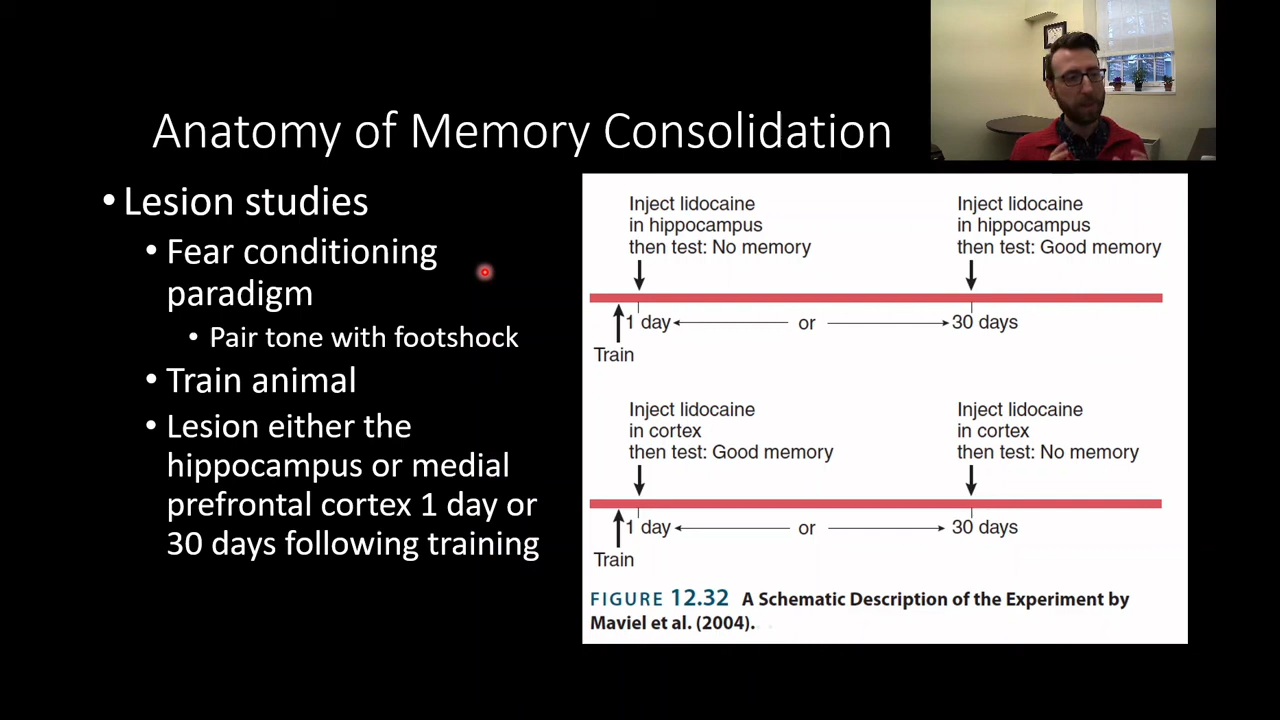 Anatomy of Memory Consolidation
• Lesion studies
• Fear conditioning
paradigm
• Pair tone with footshock
• Train animal
• Lesion either the
hippocampus or medial
prefrontal cortex 1 day or
30 days following training
Inject lidocaine
in hippocampus
then test: No memory
Inject lidocaine
in hippocampus
then test: Good memory
1 day or 30 days
Train
Inject lidocaine
in cortex
then test: Good memory
Inject lidocaine
in cortex
then test: No memory
1 day or 30 days
Train
FIGURE 12.32 A Schematic Description of the Experiment by
Maviel et al. (2004).